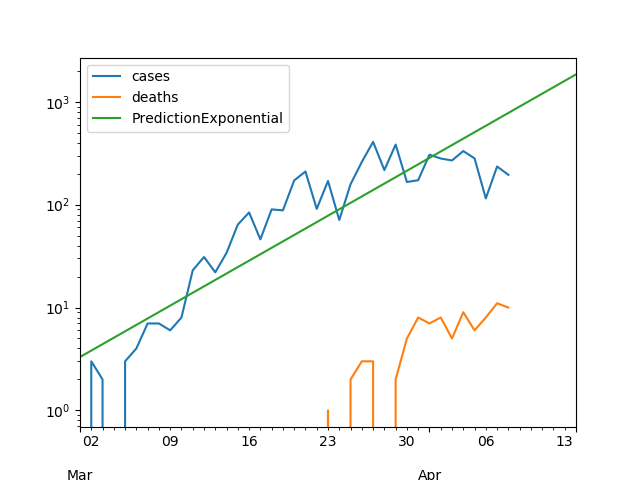 cases
deaths
PredictionExponential
10³
10²
10¹
10⁰
02 09 16 23 30 06 13
Mar Apr